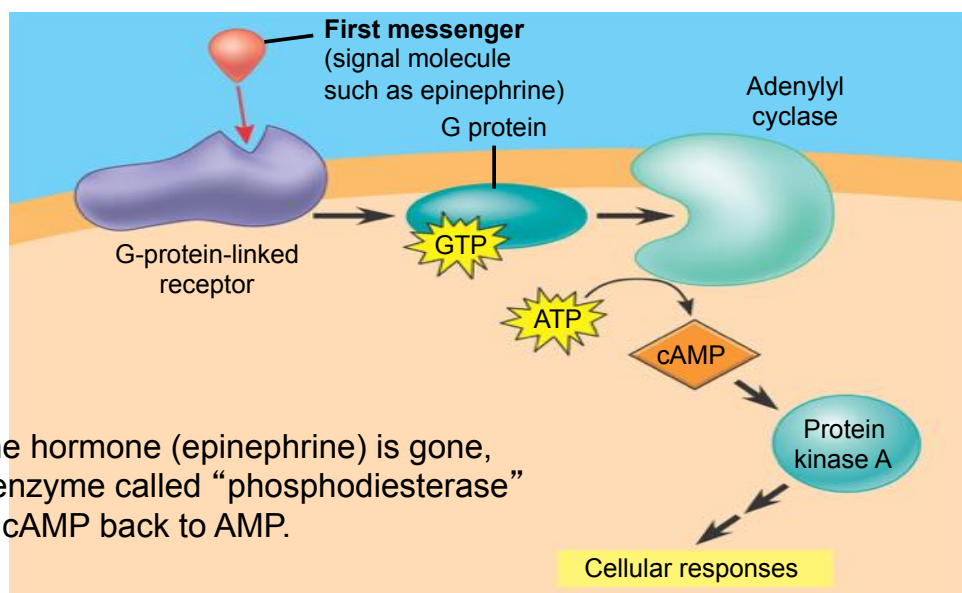 First messenger
(signal molecule
such as epinephrine)
G protein
Adenylyl
cyclase
GTP
G-protein-linked
receptor
ATP
cAMP
Protein
kinase A
hormone (epinephrine) is gone,
enzyme called “phosphodiesterase”
cAMP back to AMP.
Cellular responses